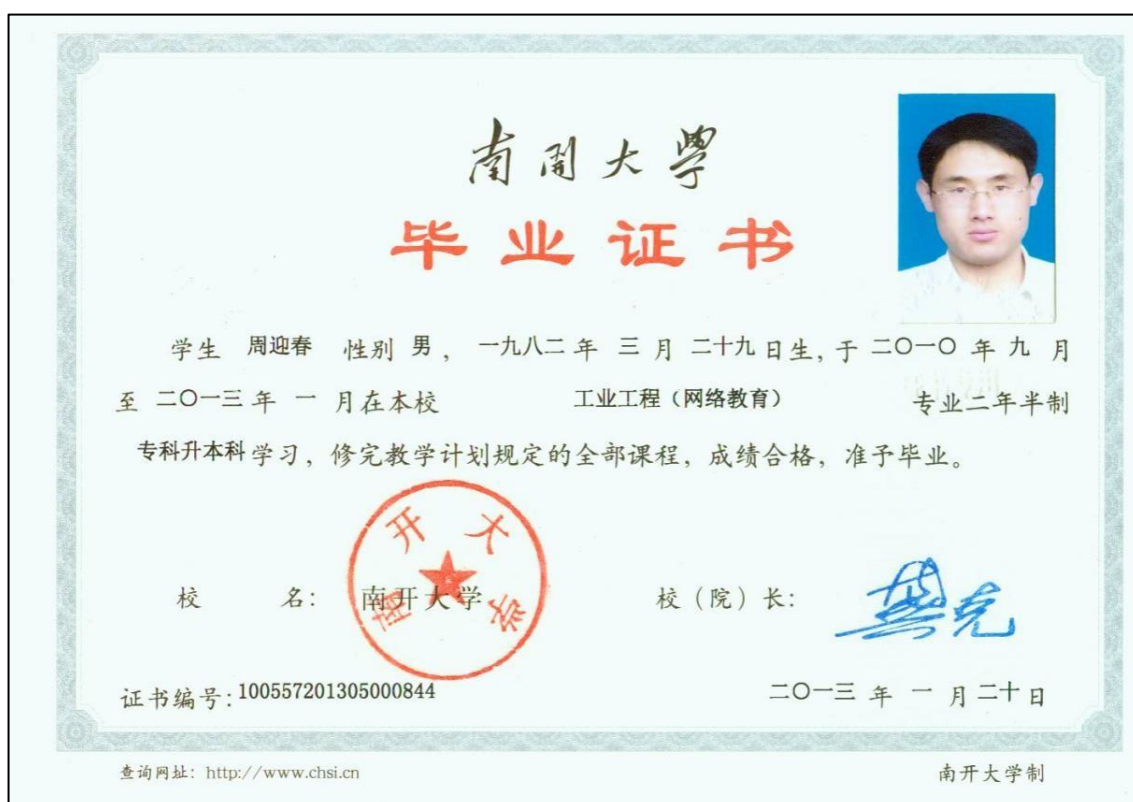 南開大學
毕业证书
学生 周迎春 性别 男， 一九八二 年 三 月 二十九 日生，于 二〇一〇 年 九 月
至 二〇一三 年 一 月在本校 工业工程（网络教育） 专业二年半制
专科升本科 学习，修完教学计划规定的全部课程，成绩合格，准予毕业。
南开大学
校 名： 南开大学 校（院）长： 龚克
证书编号：100557201305000844 二〇一三 年 一 月 二十 日
查询网址：http://www.chsi.cn 南开大学制